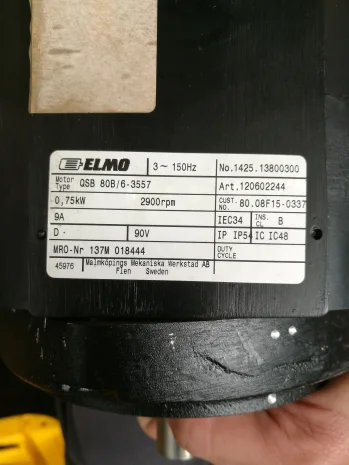 ELMO 3~ 150Hz No.1425.13800300
Motor Type QSB 80B/6-3557 Art.120602244
0,75kW 2900rpm CUST. NO. 80.08F15-0337
9A IEC34 INS. CL B
D - 90V IP IP54 IC IC48
MRO-Nr 137M 018444 DUTY CYCLE
45976 Malmköpings Mekaniska Werkstad AB
Flen Sweden